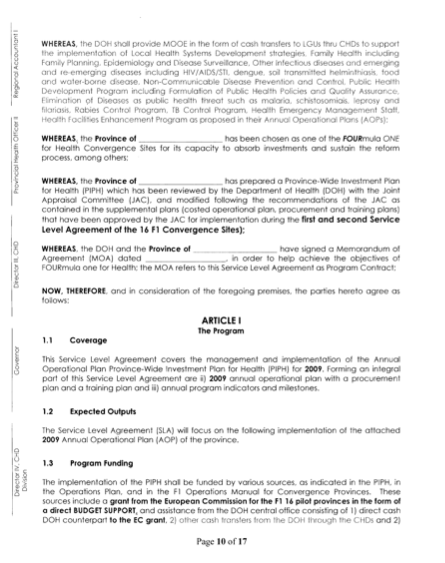 WHEREAS, the DOH shall provide MOOE in the form of cash transfers to LGUs thru CHDs to support
the implementation of Local Health Systems Development strategies, Family Health including
Family Planning, Epidemiology and Disease Surveillance, Other infectious diseases and emerging
and re-emerging diseases including HIV/AIDS/STI, dengue, soil transmitted helminthiasis, food
and water-borne disease, Non-Communicable Disease Prevention and Control, Public Health
Development Program including Formulation of Public Health Policies and Quality Assurance,
Elimination of Diseases as public health threat such as malaria, schistosomiais, leprosy and
filariasis, Rabies Control Program, TB Control Program, Health Emergency Management Staff,
Health Facilities Enhancement Program as proposed in their Annual Operational Plans (AOPs);
WHEREAS, the Province of ____________ has been chosen as one of the FOURmula ONE
for Health Convergence Sites for its capacity to absorb investments and sustain the reform
process, among others;
WHEREAS, the Province of ____________ has prepared a Province-Wide Investment Plan
for Health (PIPH) which has been reviewed by the Department of Health (DOH) with the Joint
Appraisal Committee (JAC), and modified following the recommendations of the JAC as
contained in the supplemental plans (costed operational plan, procurement and training plans)
that have been approved by the JAC for implementation during the first and second Service
Level Agreement of the 16 F1 Convergence Sites);
WHEREAS, the DOH and the Province of ____________ have signed a Memorandum of
Agreement (MOA) dated ____________, in order to help achieve the objectives of
FOURmula one for Health; the MOA refers to this Service Level Agreement as Program Contract;
NOW, THEREFORE, and in consideration of the foregoing premises, the parties hereto agree as
follows:
ARTICLE I
The Program
1.1 Coverage
This Service Level Agreement covers the management and implementation of the Annual
Operational Plan Province-Wide Investment Plan for Health (PIPH) for 2009. Forming an integral
part of this Service Level Agreement are i) 2009 annual operational plan with a procurement
plan and a training plan and ii) annual program indicators and milestones.
1.2 Expected Outputs
The Service Level Agreement (SLA) will focus on the following implementation of the attached
2009 Annual Operational Plan (AOP) of the province.
1.3 Program Funding
The implementation of the PIPH shall be funded by various sources, as indicated in the PIPH, in
the Operations Plan, and in the F1 Operations Manual for Convergence Provinces. These
sources include a grant from the European Commission for the F1 16 pilot provinces in the form of
a direct BUDGET SUPPORT, and assistance from the DOH central office consisting of 1) direct cash
DOH counterpart to the EC grant, 2) other cash transfers from the DOH through the CHDs and 2)
Page 10 of 17
Regional Accountant I
Provincial Health Officer II
Director III, CHD
Governor
Director IV, CHD
Division